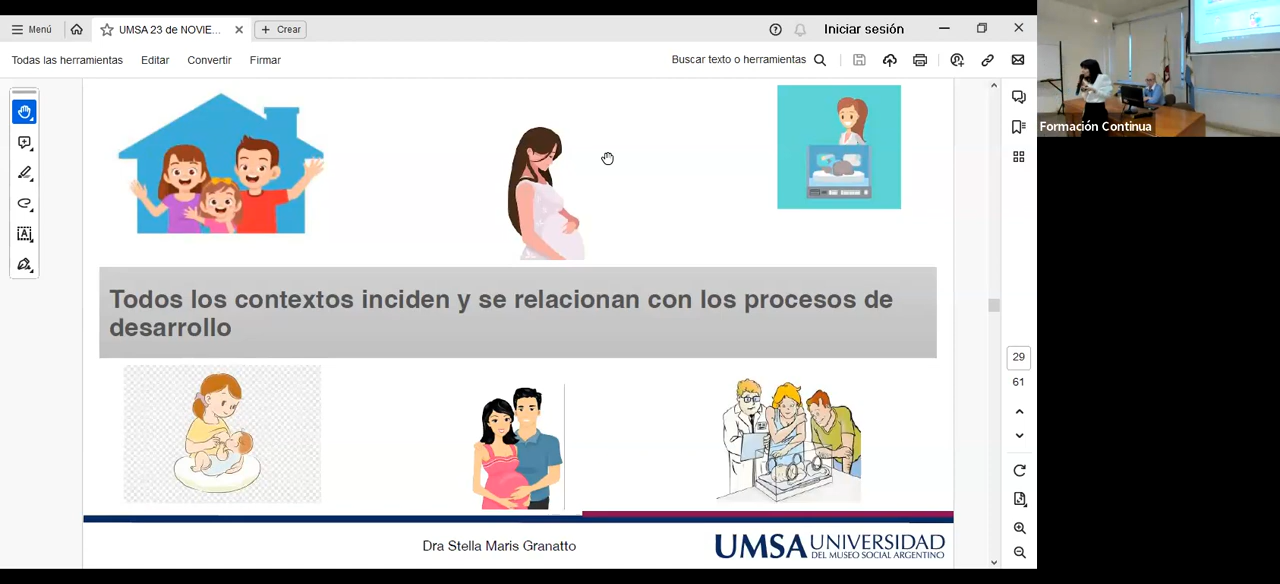 Menú
UMSA 23 de NOVIE...
Crear
Iniciar sesión
Todas las herramientas
Editar
Convertir
Firmar
Buscar texto o herramientas
Formación Continua
Todos los contextos inciden y se relacionan con los procesos de
desarrollo
29
61
Dra Stella Maris Granatto
UMSA UNIVERSIDAD
DEL MUSEO SOCIAL ARGENTINO